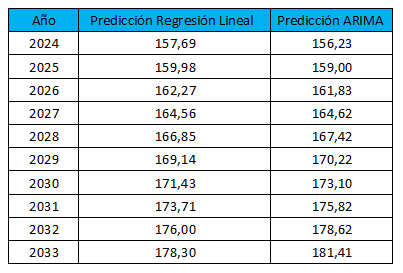 Año Predicción Regresión Lineal Predicción ARIMA
2024 157,69 156,23
2025 159,98 159,00
2026 162,27 161,83
2027 164,56 164,62
2028 166,85 167,42
2029 169,14 170,22
2030 171,43 173,10
2031 173,71 175,82
2032 176,00 178,62
2033 178,30 181,41